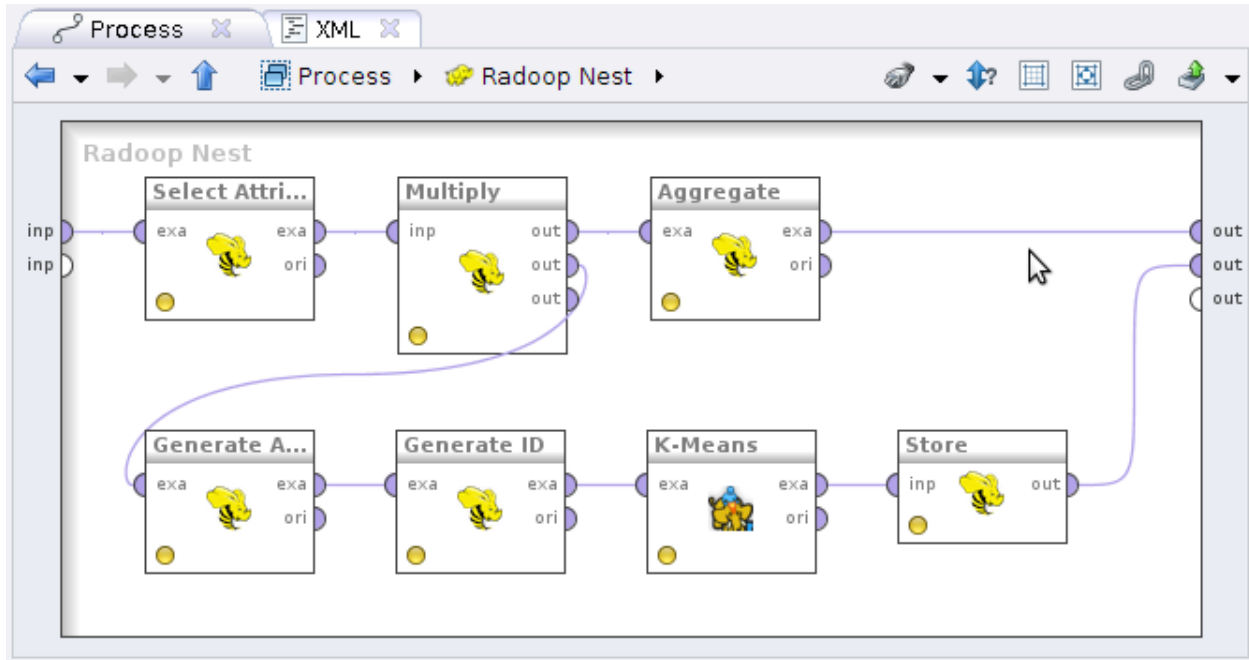 Process XML
Process Radoop Nest
Radoop Nest
Select Attri... Multiply Aggregate
inp exa exa inp out exa exa out
inp ori out ori out
out out
Generate A... Generate ID K-Means Store
exa exa exa exa exa exa inp out
ori ori ori